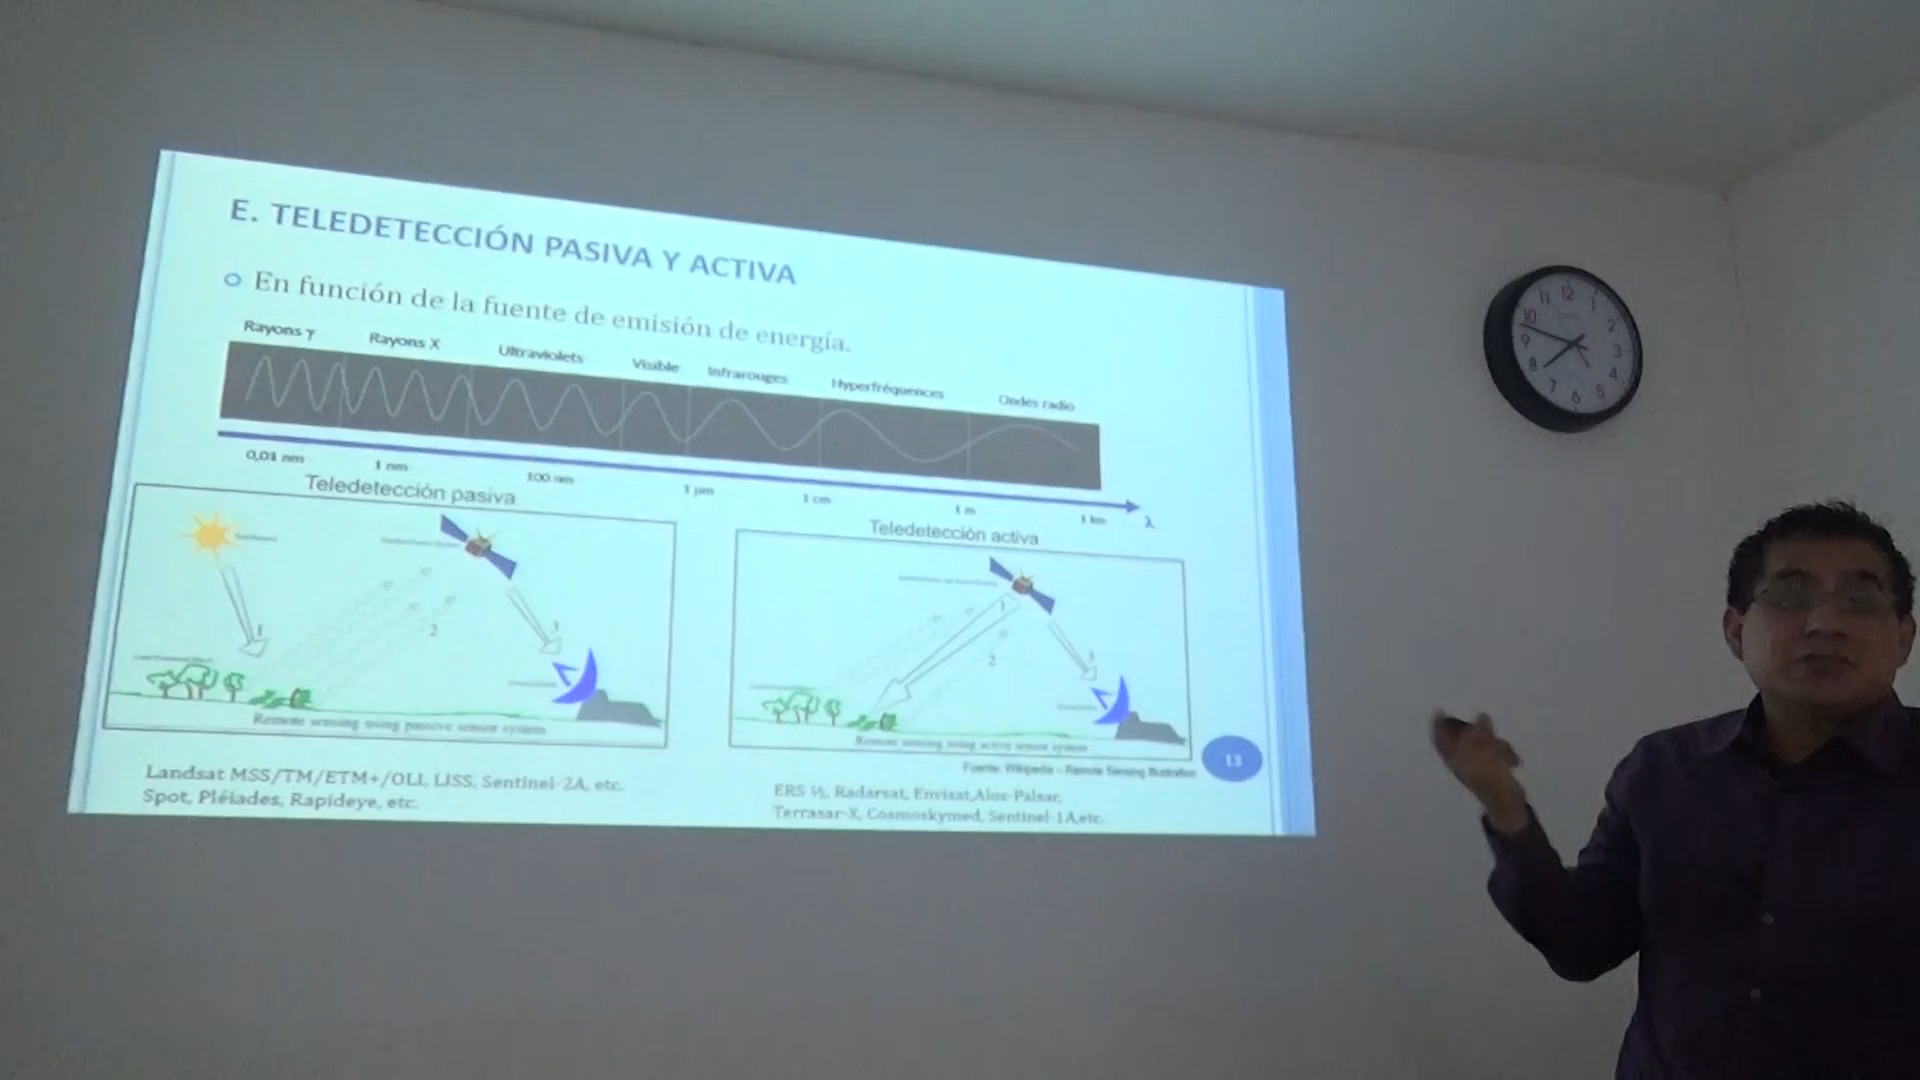 E. TELEDETECCIÓN PASIVA Y ACTIVA
En función de la fuente de emisión de energía.
Rayons γ Rayons X Ultraviolets Visible Infrarouges Hyperfréquences Ondes radio
0,01 nm 1 nm 100 nm 1 µm 1 cm 1 m 1 km λ
Teledetección pasiva
1 2 3
Remote sensing using passive sensor system
Landsat MSS/TM/ETM+/OLI, LISS, Sentinel-2A, etc.
Spot, Pléiades, Rapideye, etc.
Teledetección activa
1 2 3
Remote sensing using active sensor system
Fuente: Wikipedia – Remote Sensing Illustration
ERS ½, Radarsat, Envisat,Alos-Palsar,
Terrasar-X, Cosmoskymed, Sentinel-1A,etc.
13
12 1 2 3 4 5 6 7 8 9 10 11